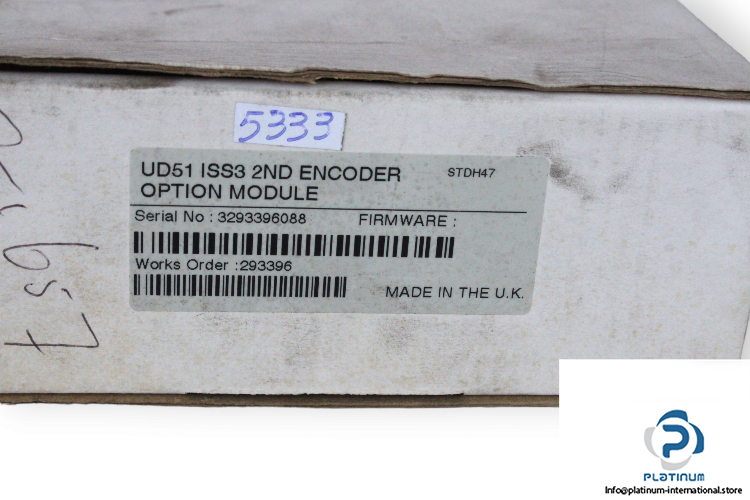 5333
UD51 ISS3 2ND ENCODER STDH47
OPTION MODULE
Serial No : 3293396088 FIRMWARE :
Works Order :293396
MADE IN THE U.K.
PLATINUM
Info@platinum-international.store